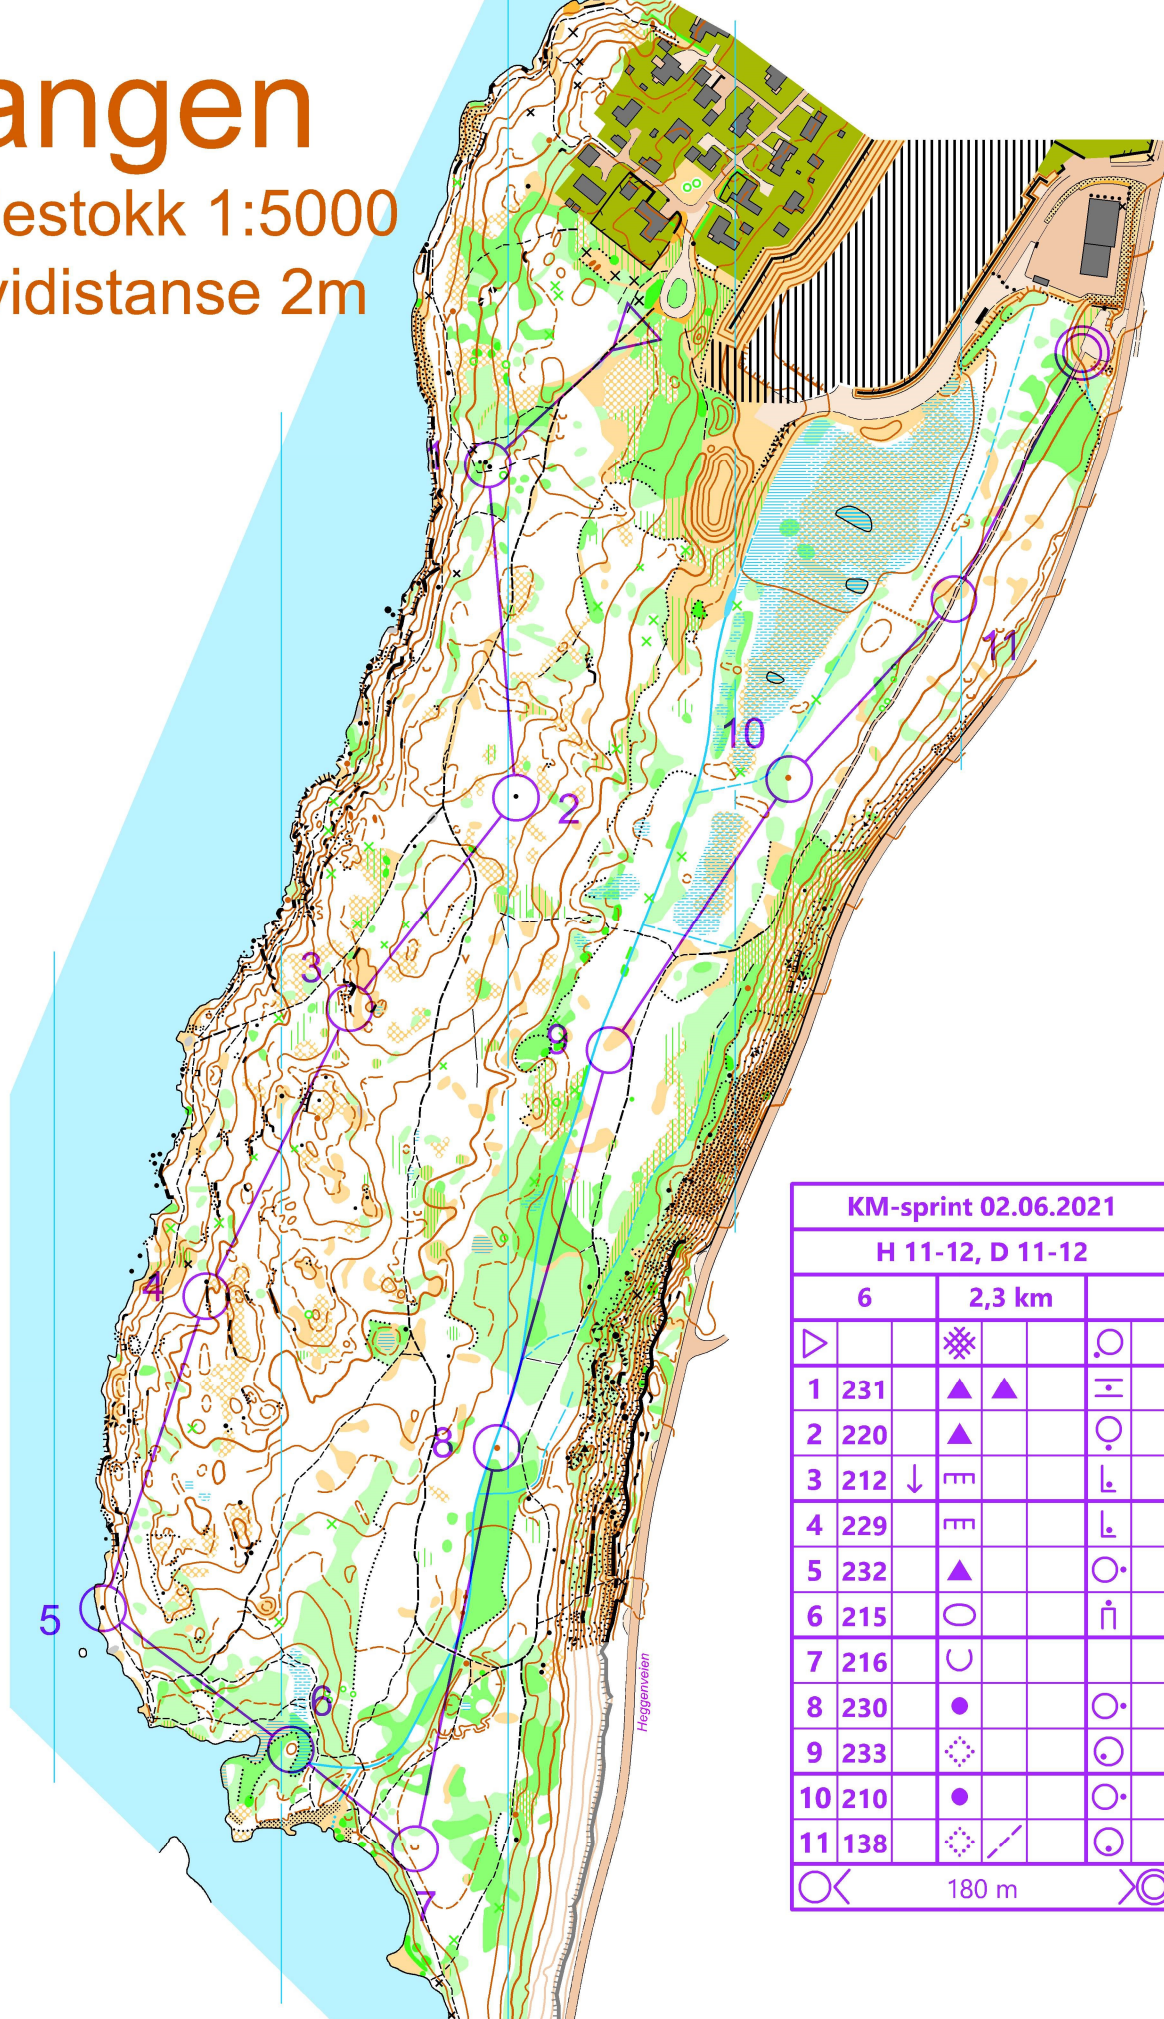 angen
estokk 1:5000
vidistanse 2m
1
2
3
4
5
6
7
8
9
10
11
Heggenveien
KM-sprint 02.06.2021
H 11-12, D 11-12
6 2,3 km
1 231
2 220
3 212
4 229
5 232
6 215
7 216
8 230
9 233
10 210
11 138
180 m